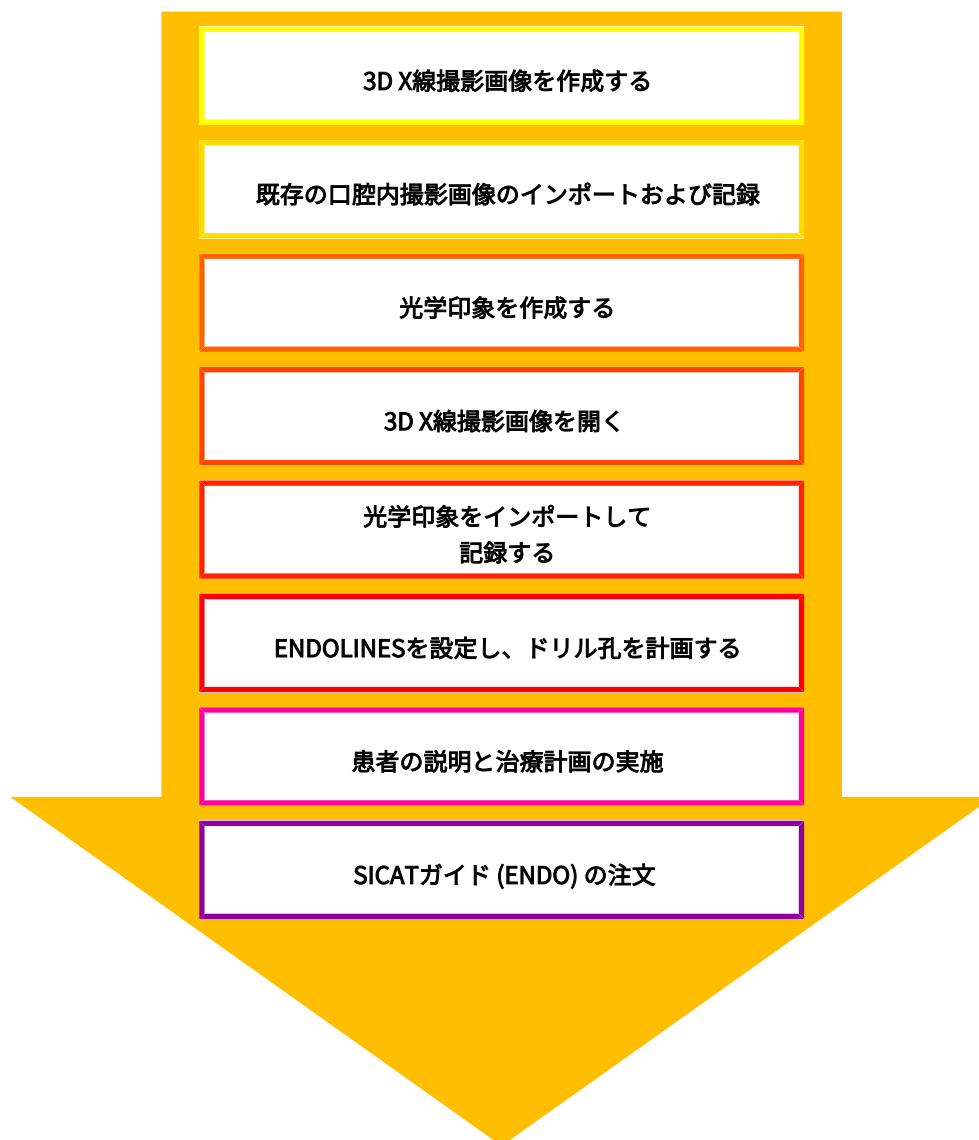 3D X線撮影画像を作成する
既存の口腔内撮影画像のインポートおよび記録
光学印象を作成する
3D X線撮影画像を開く
光学印象をインポートして
記録する
ENDOLINESを設定し、ドリル孔を計画する
患者の説明と治療計画の実施
SICATガイド (ENDO) の注文